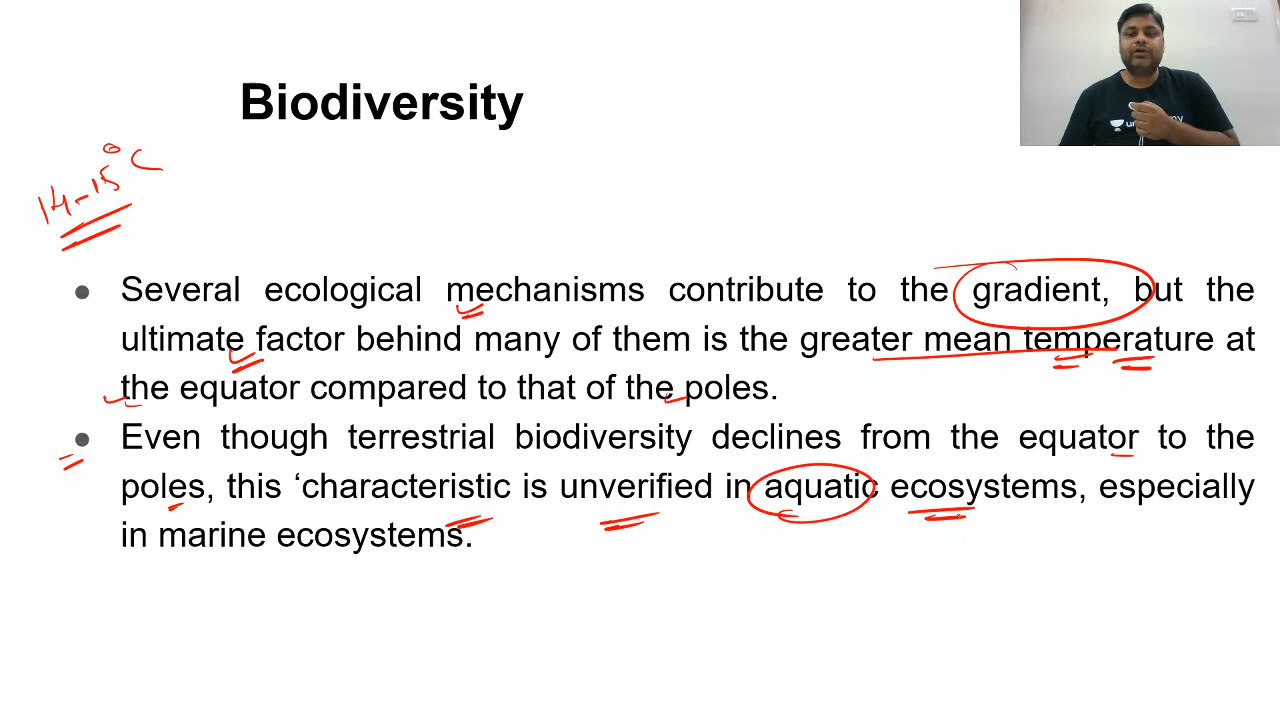 Biodiversity
14-15°C
● Several ecological mechanisms contribute to the gradient, but the
ultimate factor behind many of them is the greater mean temperature at
the equator compared to that of the poles.
● Even though terrestrial biodiversity declines from the equator to the
poles, this ‘characteristic is unverified in aquatic ecosystems, especially
in marine ecosystems.